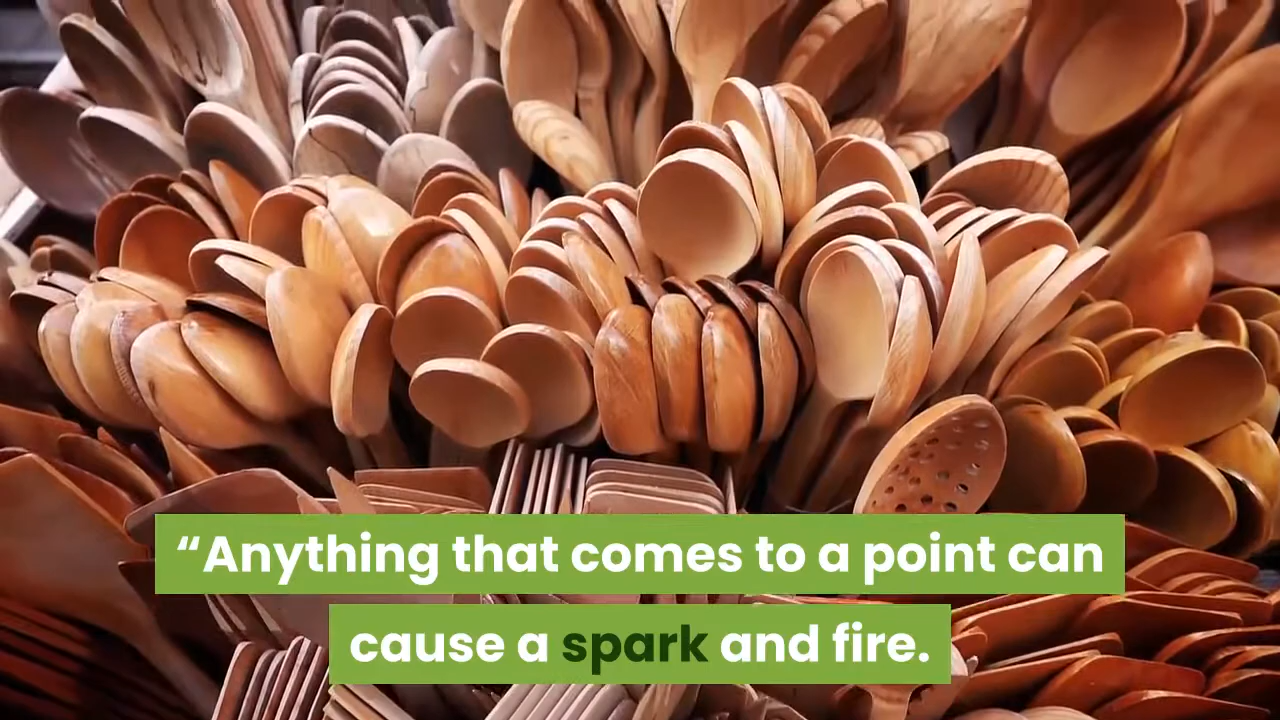 “Anything that comes to a point can
cause a spark and fire.